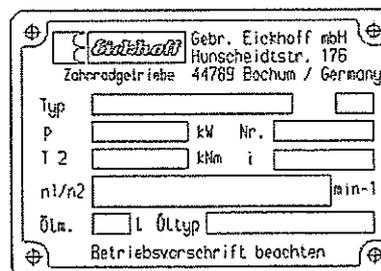 Eickhoff
Gebr. Eickhoff mbH
Hunscheidtstr. 176
Zahnradgetriebe 44789 Bochum / Germany
Typ
P kW Nr.
T 2 kNm i
n1/n2 min-1
Ölm. l Öltyp
Betriebsvorschrift beachten